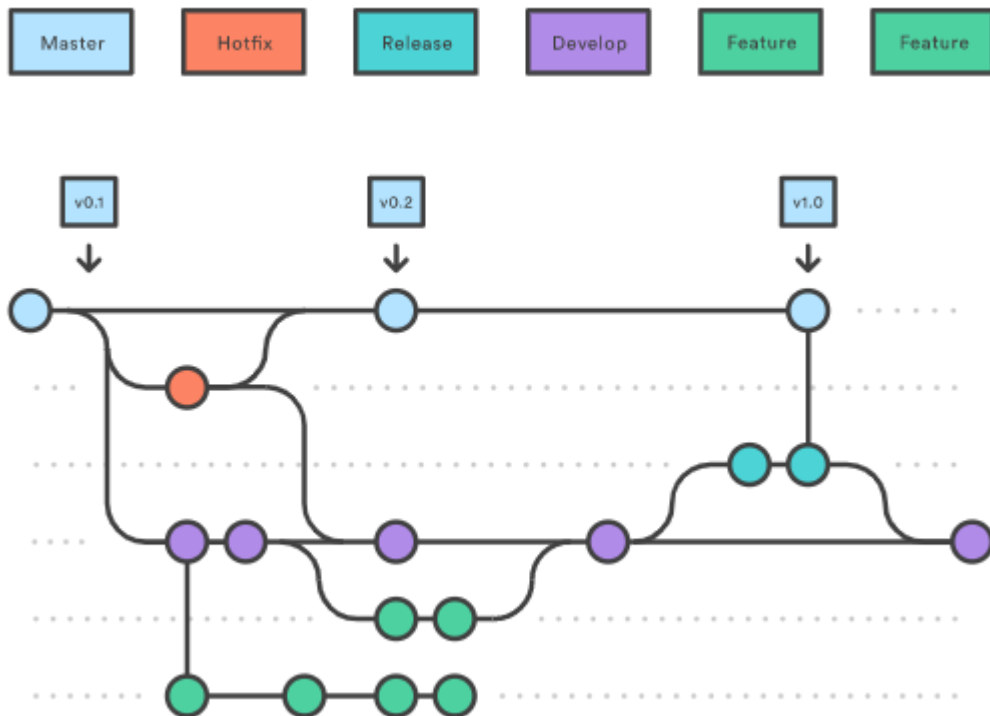 Master
Hotfix
Release
Develop
Feature
Feature
v0.1
v0.2
v1.0